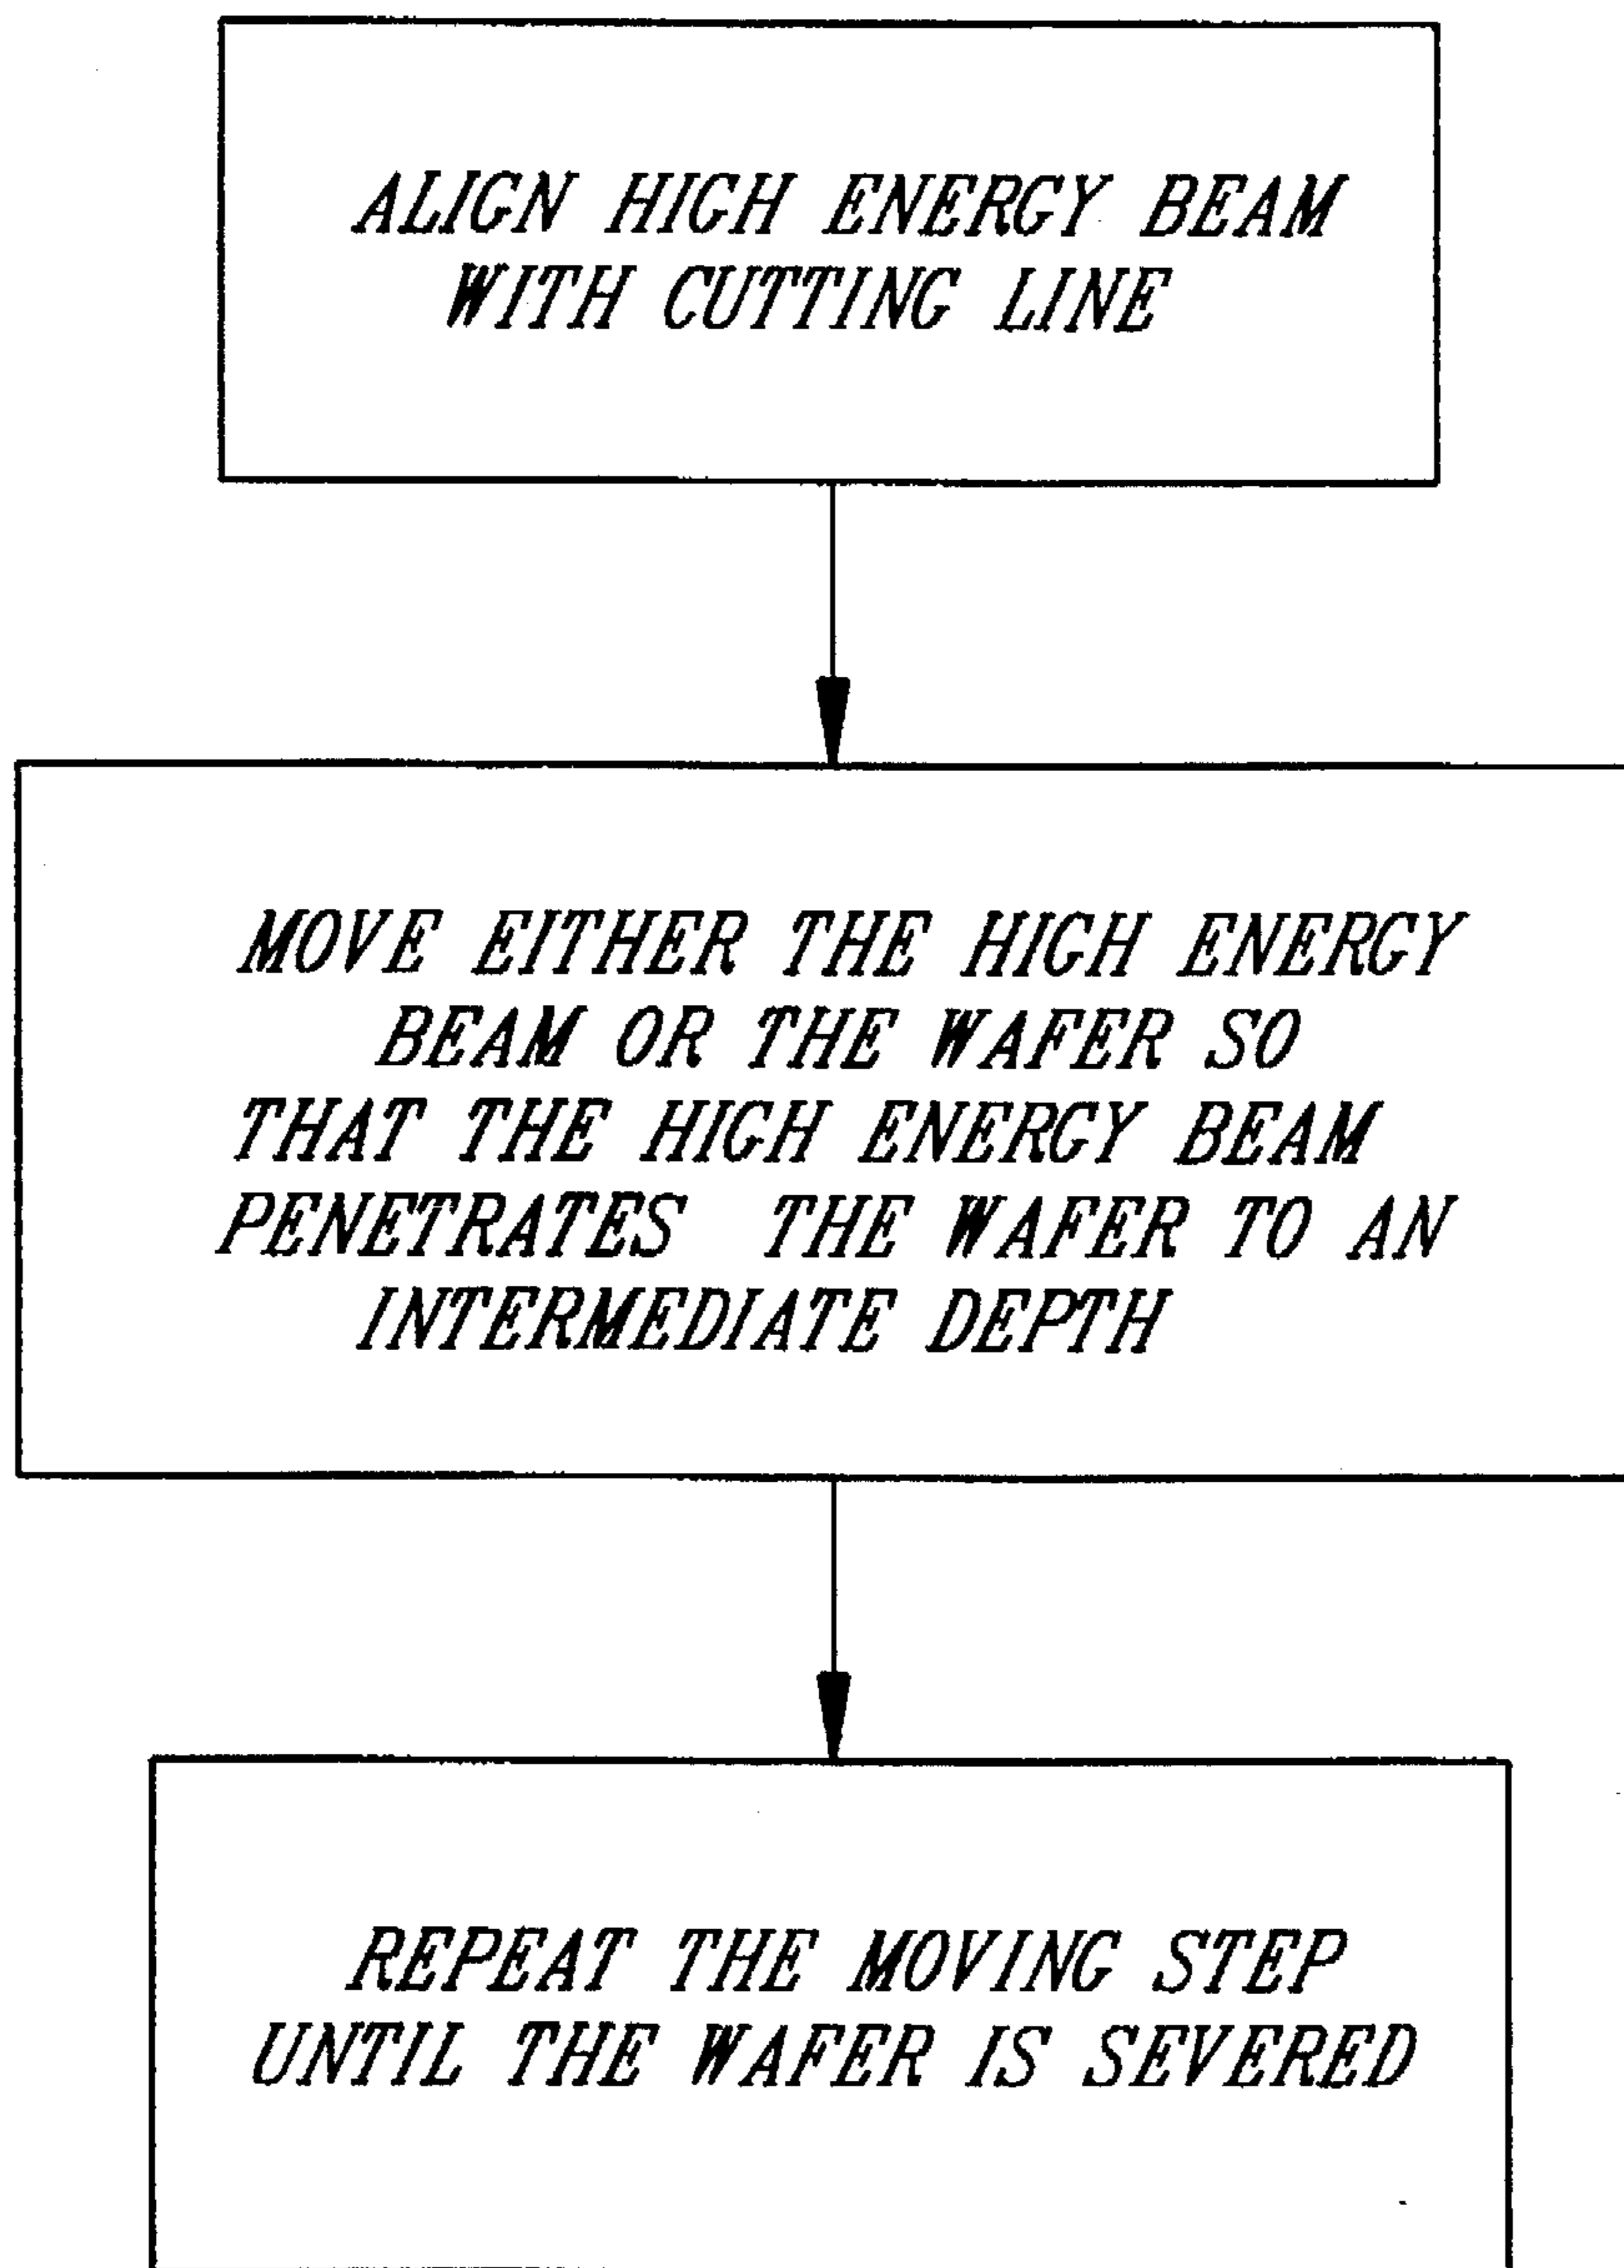 ALIGN HIGH ENERGY BEAM
WITH CUTTING LINE
MOVE EITHER THE HIGH ENERGY
BEAM OR THE WAFER SO
THAT THE HIGH ENERGY BEAM
PENETRATES THE WAFER TO AN
INTERMEDIATE DEPTH
REPEAT THE MOVING STEP
UNTIL THE WAFER IS SEVERED